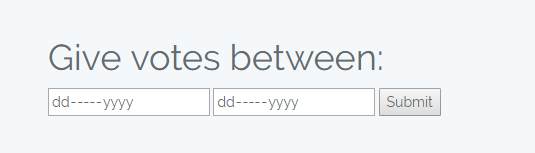 Give votes between:
dd-----yyyy dd-----yyyy Submit